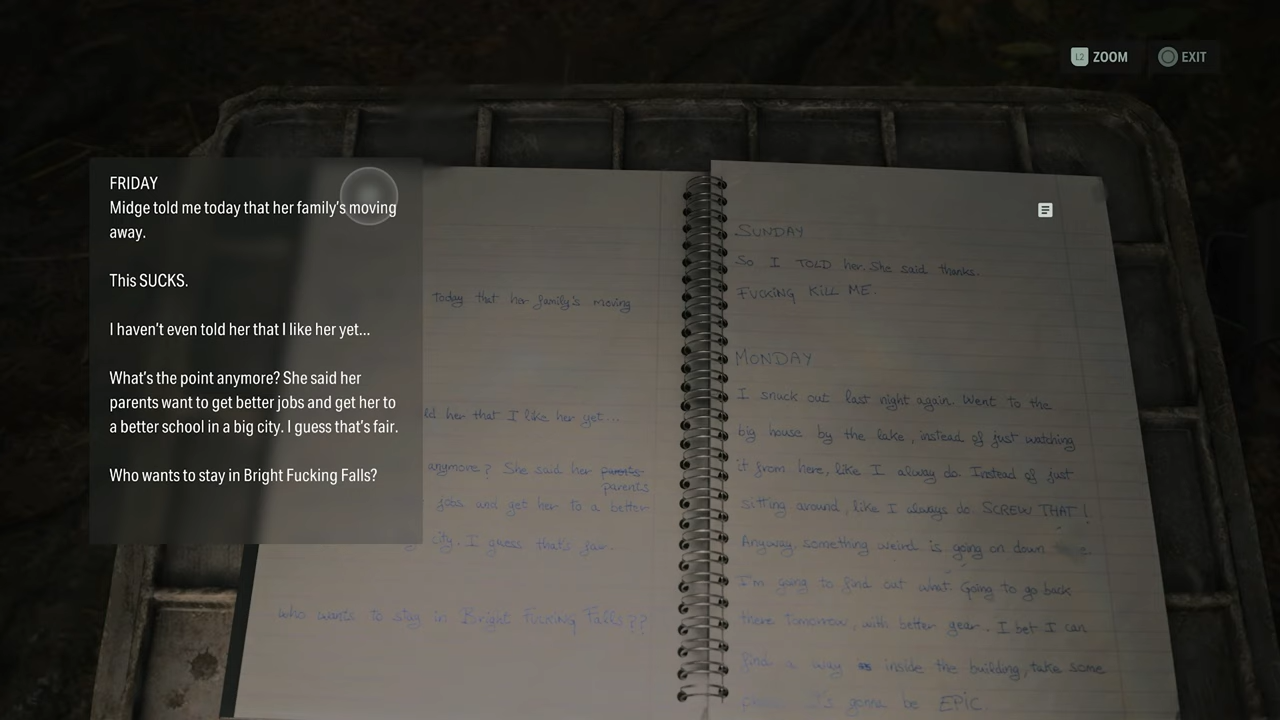 L2 ZOOM
EXIT
FRIDAY
Midge told me today that her family's moving
away.
This SUCKS.
I haven't even told her that I like her yet...
What's the point anymore? She said her
parents want to get better jobs and get her to
a better school in a big city. I guess that's fair.
Who wants to stay in Bright Fucking Falls?
today that her family's moving
her that I like her yet...
anymore? She said her parents
parents
jobs and get her to a better
city. I guess that's fair.
who wants to stay in Bright Fucking Falls??
SUNDAY
So I TOLD her. She said thanks.
FUCKING KILL ME.
MONDAY
I snuck out last night again. Went to the
big house by the lake, instead of just watching
it from here, like I always do. Instead of just
sitting around, like I always do. SCREW THAT!
Anyway, something weird is going on down
I'm going to find out what. Going to go back
there tomorrow, with better gear. I bet I can
find a way inside the building, take some
It's gonna be EPIC.